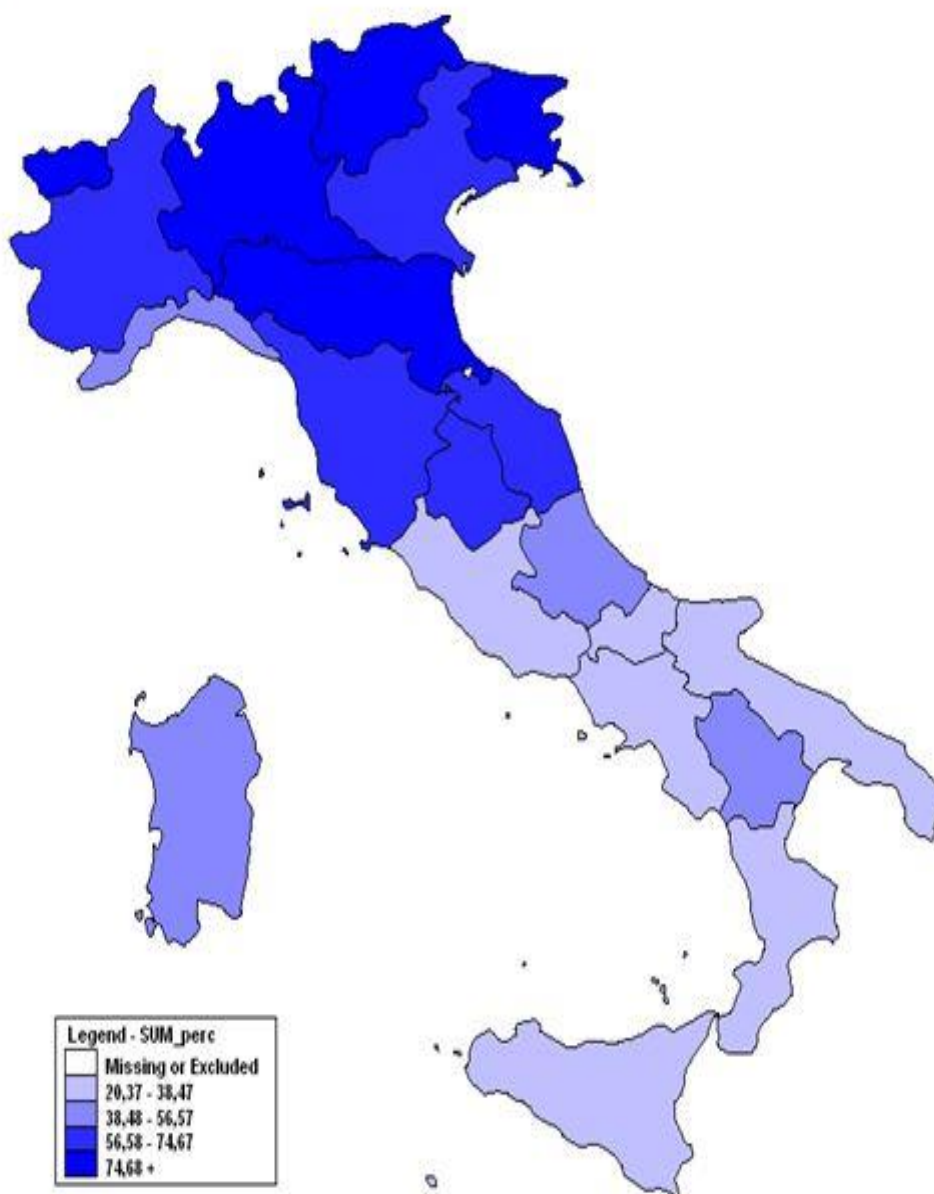 Legend - SUM_perc
Missing or Excluded
20,37 - 38,47
38,48 - 56,57
56,58 - 74,67
74,68 +